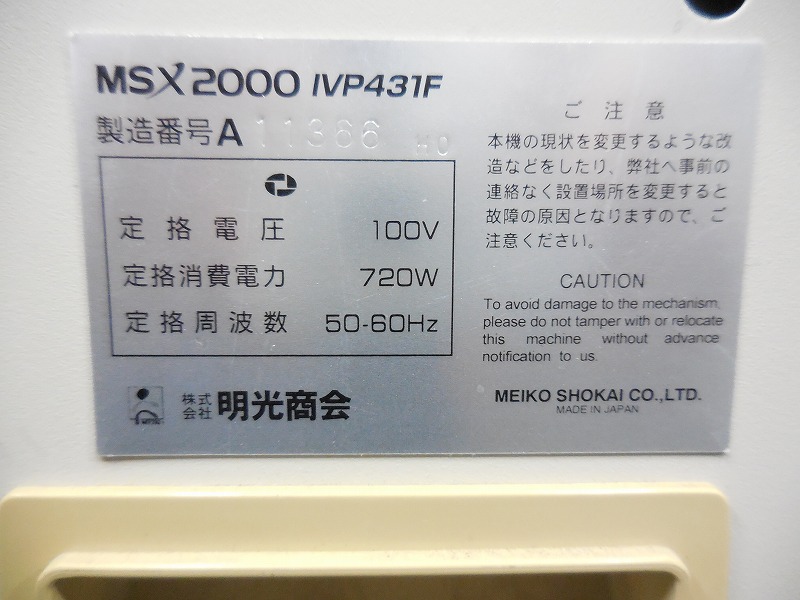 MSX2000 IVP431F
製造番号 A 11366 MO
定格電圧 100V
定格消費電力 720W
定格周波数 50-60Hz
株式会社 明光商会
ご注意
本機の現状を変更するような改
造などをしたり、弊社へ事前の
連絡なく設置場所を変更すると
故障の原因となりますので、ご
注意ください。
CAUTION
To avoid damage to the mechanism,
please do not tamper with or relocate
this machine without advance
notification to us.
MEIKO SHOKAI CO.,LTD.
MADE IN JAPAN